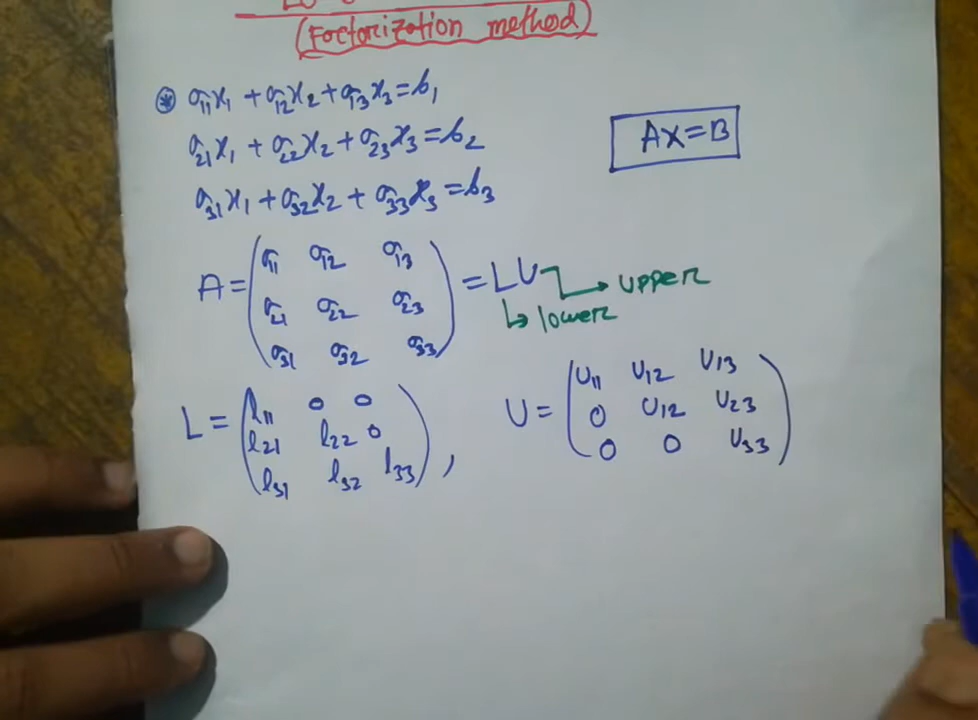 (Factorization method)
a11x1 + a12x2 + a13x3 = b1
a21x1 + a22x2 + a23x3 = b2
AX = B
a31x1 + a32x2 + a33x3 = b3
A = (a11 a12 a13
a21 a22 a23
a31 a32 a33) = LU
upper
lower
L = (l11 0 0
l21 l22 0
l31 l32 l33),
U = (U11 U12 U13
0 U12 U23
0 0 U33)